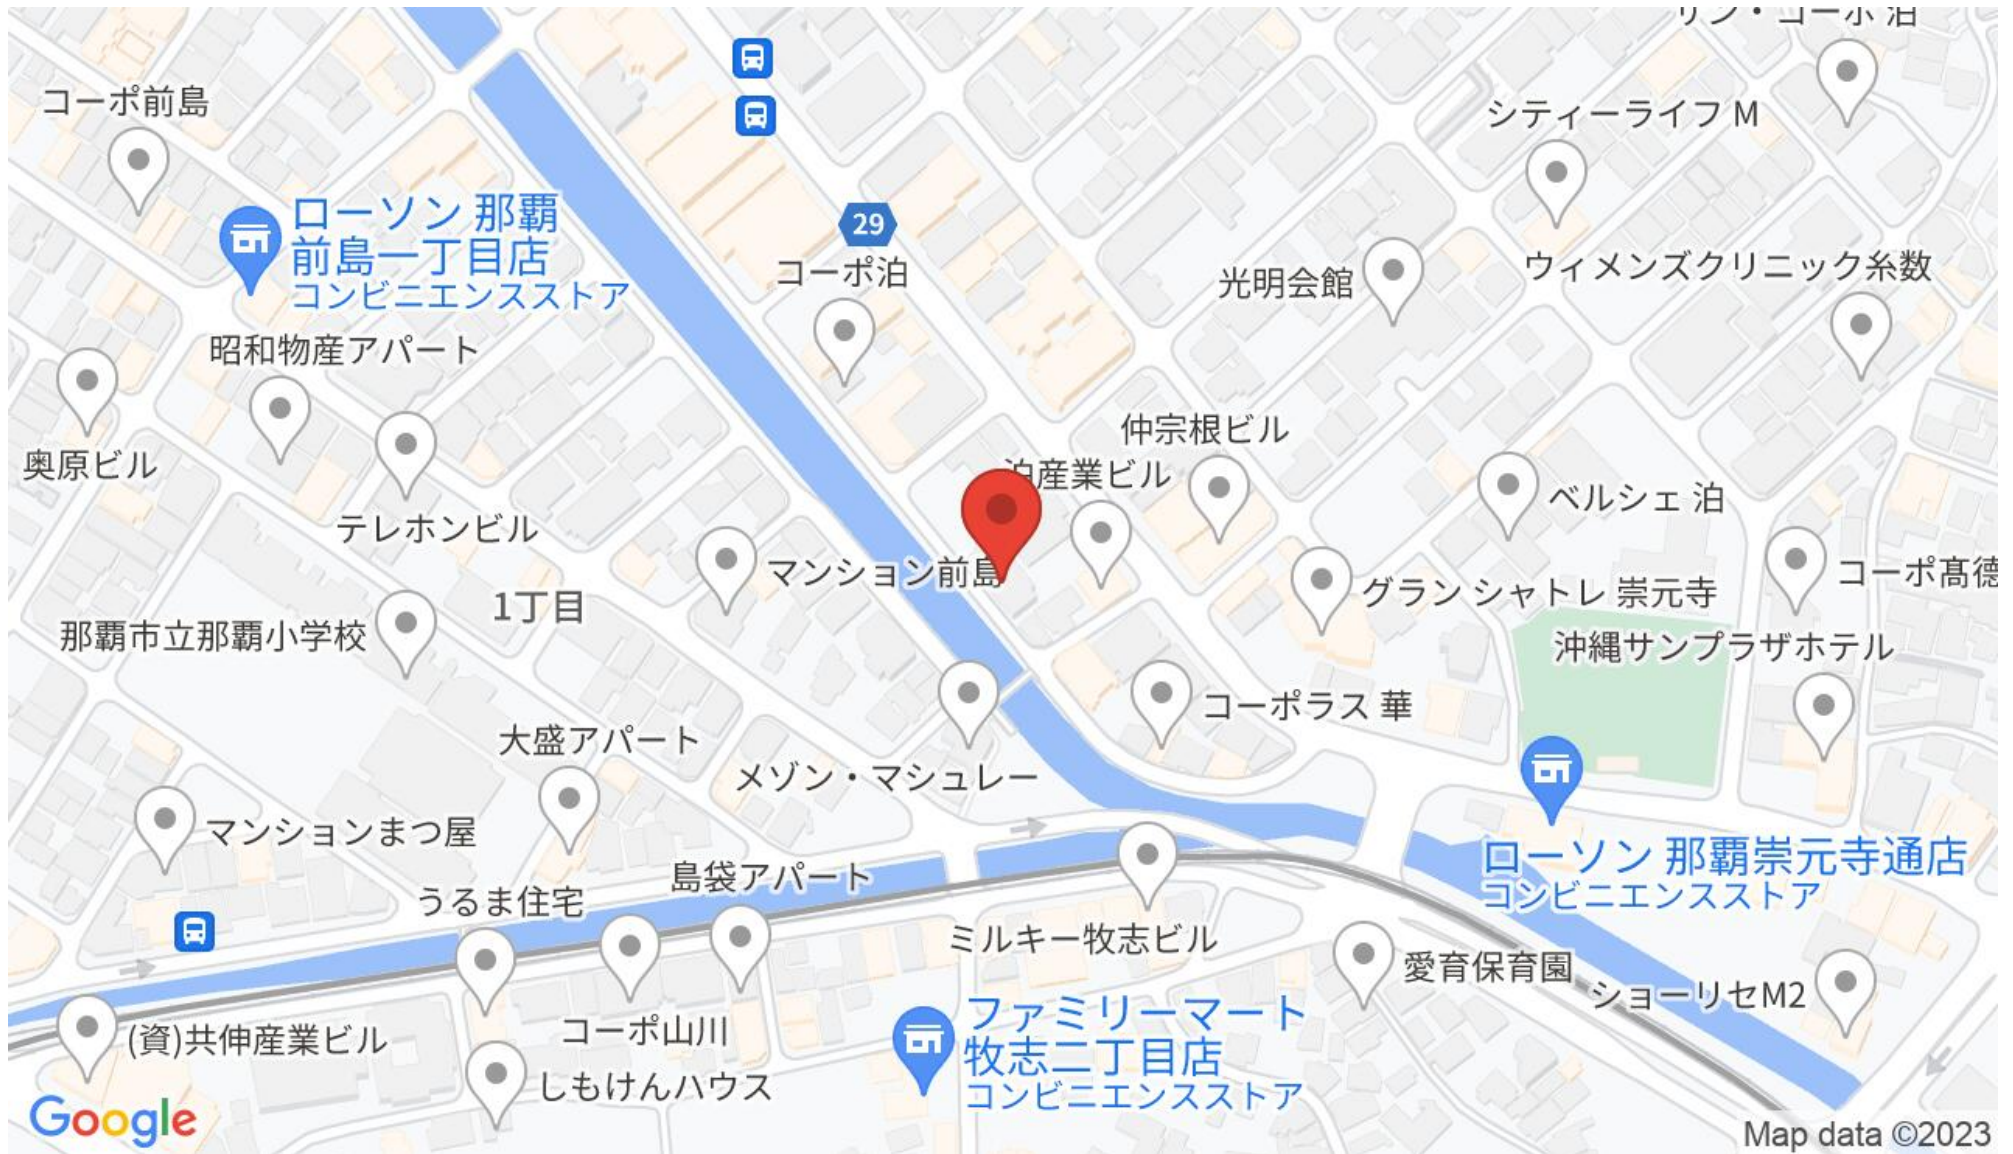 コーポ前島
シティーライフ M
ローソン 那覇
前島一丁目店
コンビニエンスストア
29
コーポ泊
光明会館
ウィメンズクリニック糸数
昭和物産アパート
奥原ビル
仲宗根ビル
泊産業ビル
テレホンビル
ベルシェ 泊
マンション前島
グランシャトレ 崇元寺
コーポ髙徳
1丁目
那覇市立那覇小学校
沖縄サンプラザホテル
コーポラス 華
大盛アパート
メゾン・マシュレー
マンションまつ屋
ローソン 那覇崇元寺通店
コンビニエンスストア
島袋アパート
うるま住宅
ミルキー牧志ビル
愛育保育園
ショーリセM2
ファミリーマート
牧志二丁目店
コンビニエンスストア
コーポ山川
(資)共伸産業ビル
しもけんハウス
Google
Map data ©2023